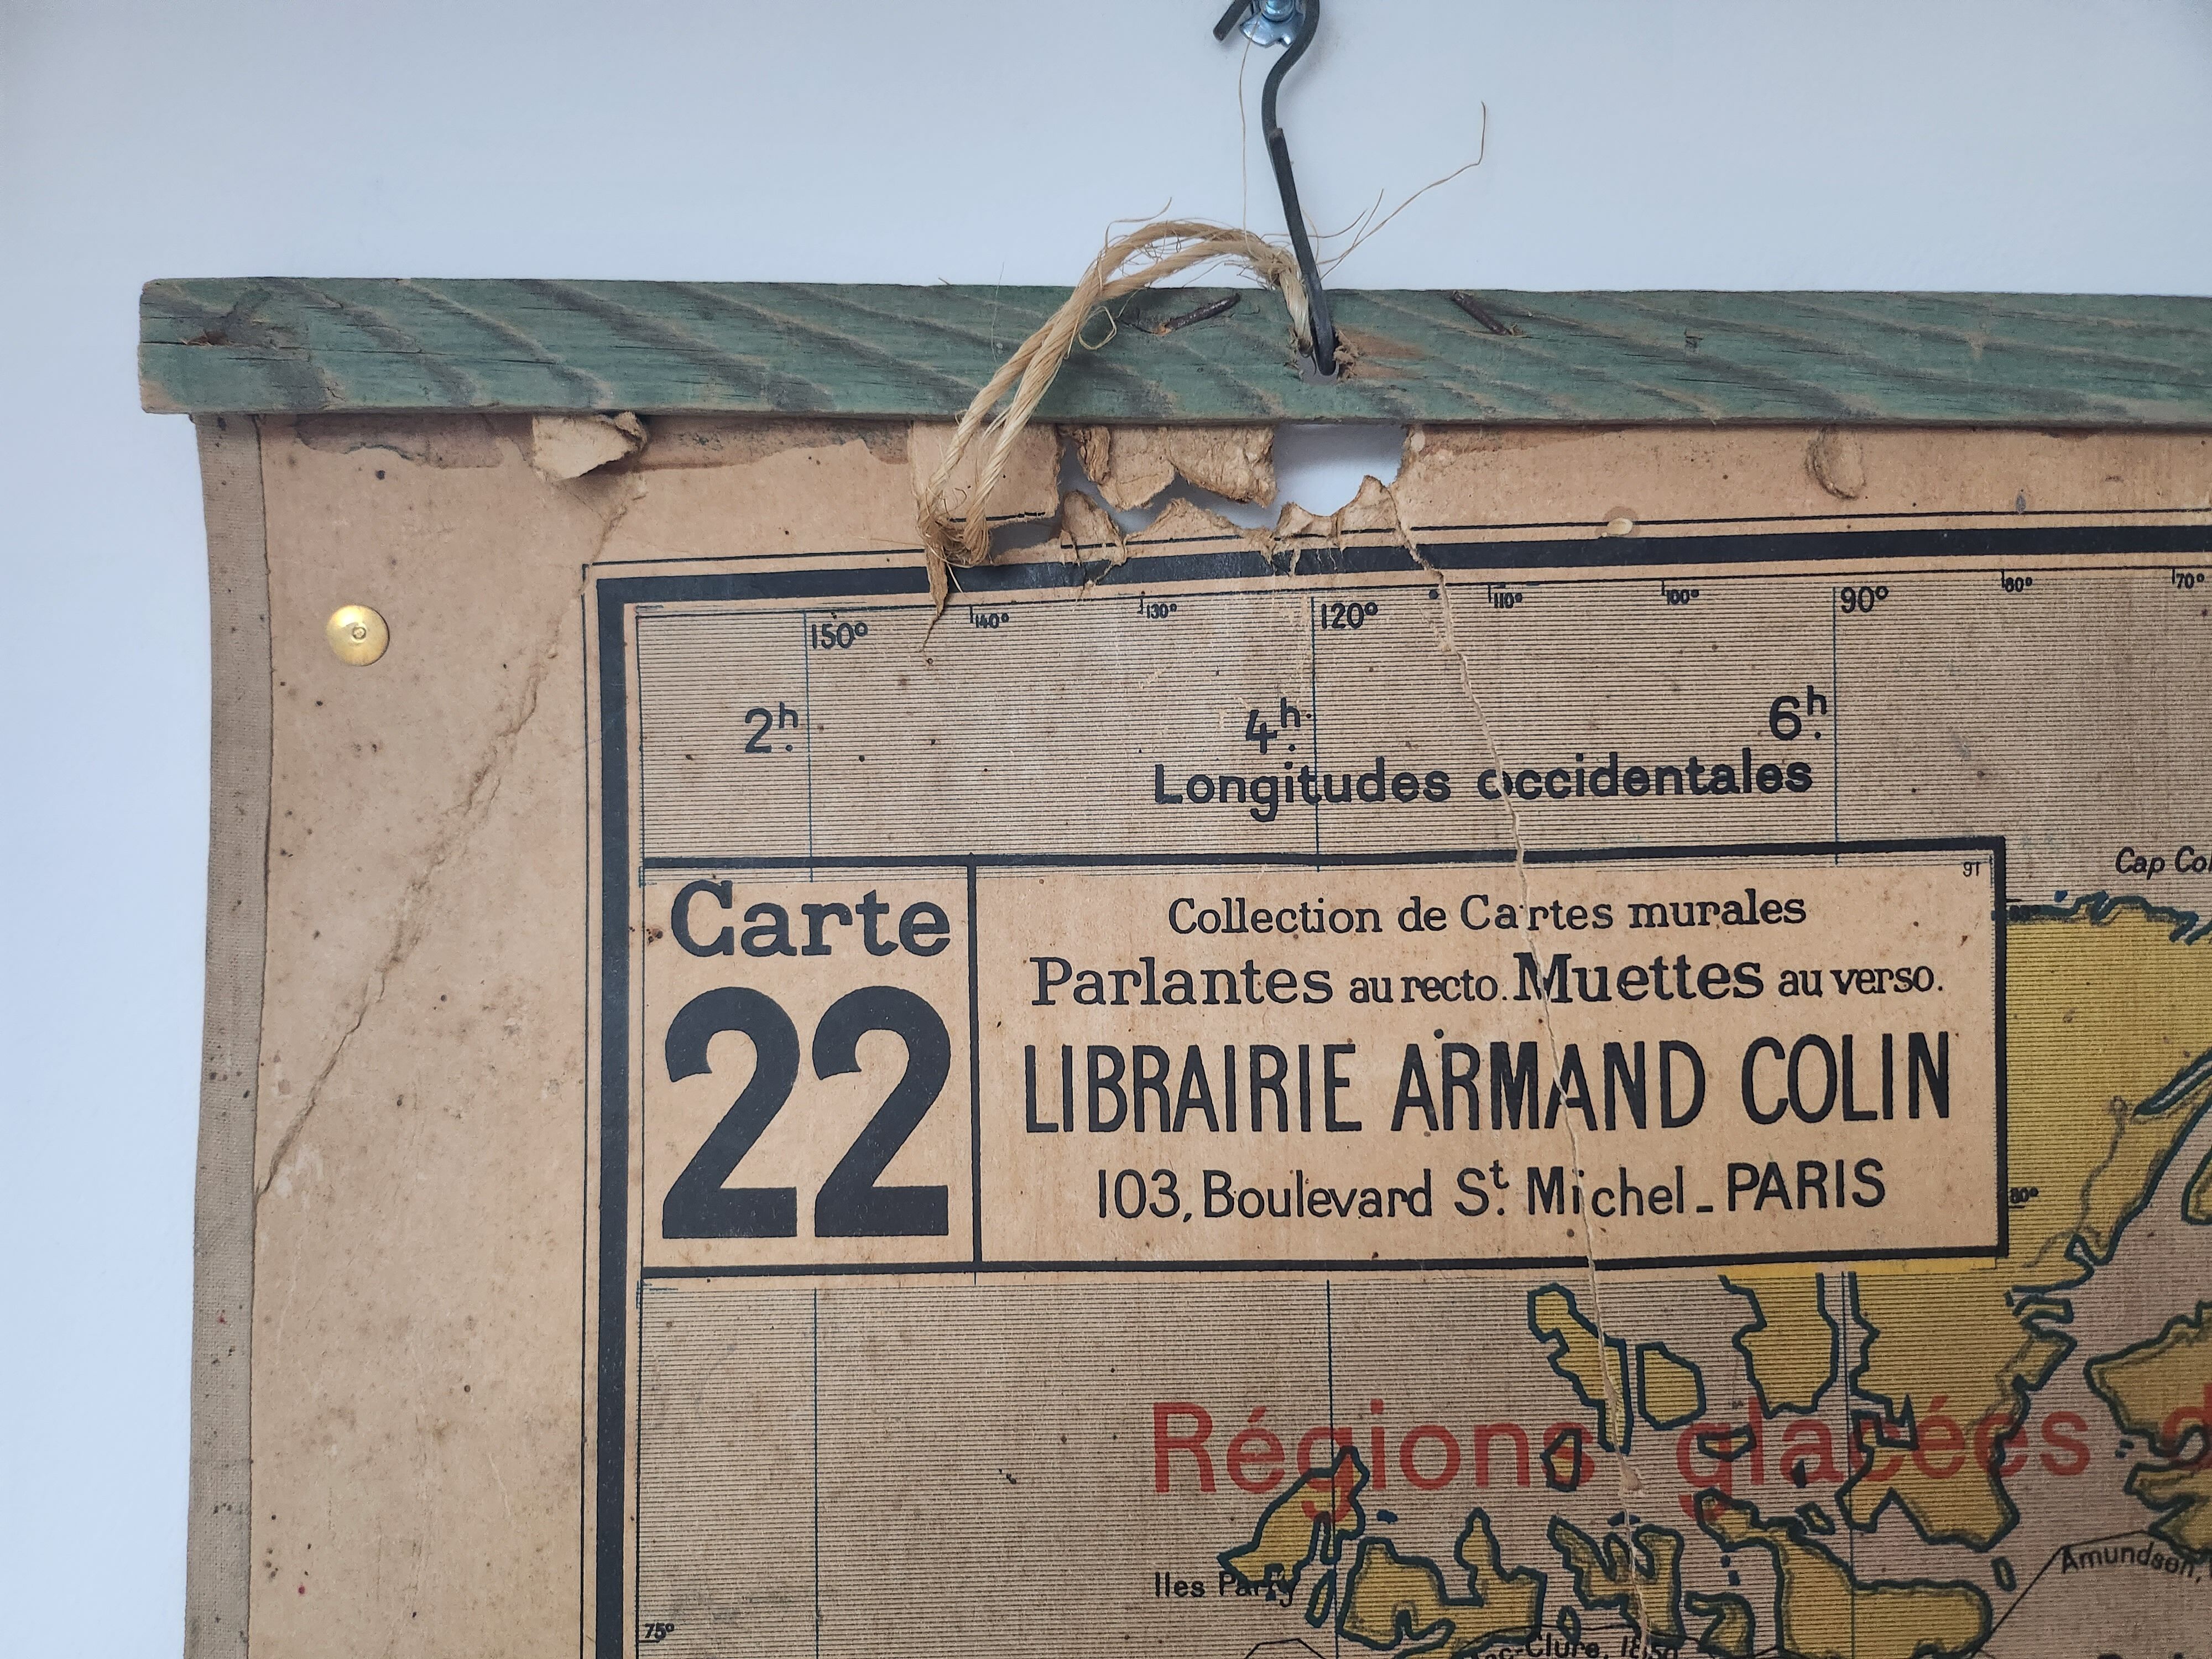 150° 140° 130° 120° 110° 100° 90° 80° 70°
2h. 4h. 6h.
Longitudes occidentales
Cap
91
Carte
22
Collection de Cartes murales
Parlantes au recto. Muettes au verso.
LIBRAIRIE ARMAND COLIN
103, Boulevard St. Michel - PARIS
80°
Régions glacées
Amundsen,
Iles Parry
75°
c-Clure, 1850